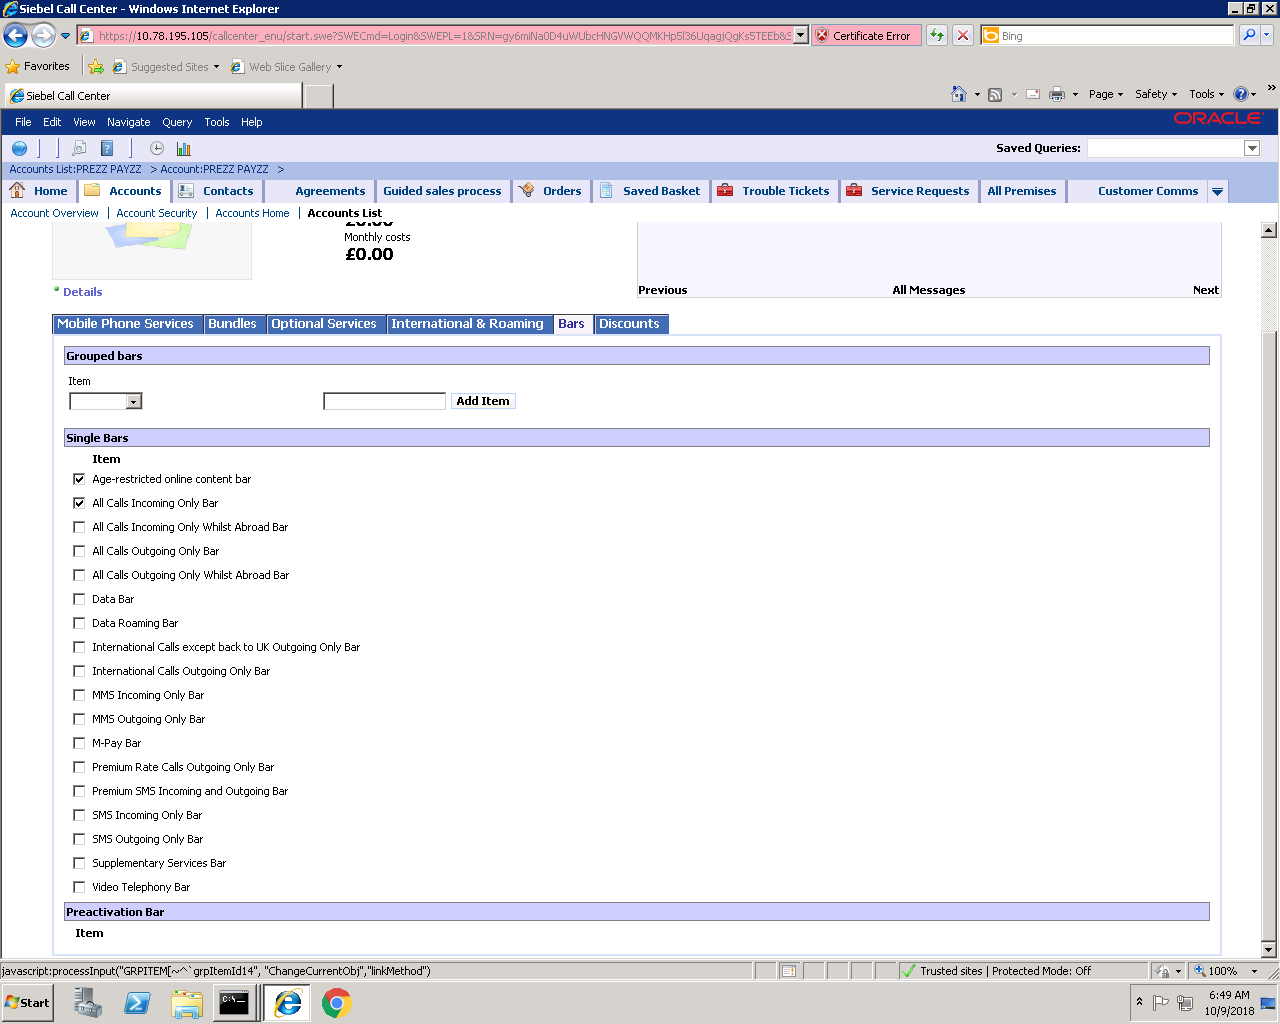 Siebel Call Center - Windows Internet Explorer
https://10.78.195.105/callcenter_enu/start.swe?SWECmd=Login&SWEPL=1&SRN=gy6miNa0D4uWUbcHNGVWQQMKHp5l36UqagjQgKs5TEEb&S
Certificate Error
Bing
Favorites
Suggested Sites
Web Slice Gallery
Siebel Call Center
Page
Safety
Tools
File Edit View Navigate Query Tools Help
ORACLE
Saved Queries:
Accounts List:PREZZ PAYZZ > Account:PREZZ PAYZZ >
Home Accounts Contacts Agreements Guided sales process Orders Saved Basket Trouble Tickets Service Requests All Premises Customer Comms
Account Overview | Account Security | Accounts Home | Accounts List
£0.00
Monthly costs
£0.00
Previous All Messages Next
Details
Mobile Phone Services Bundles Optional Services International & Roaming Bars Discounts
Grouped bars
Item
Add Item
Single Bars
Item
Age-restricted online content bar
All Calls Incoming Only Bar
All Calls Incoming Only Whilst Abroad Bar
All Calls Outgoing Only Bar
All Calls Outgoing Only Whilst Abroad Bar
Data Bar
Data Roaming Bar
International Calls except back to UK Outgoing Only Bar
International Calls Outgoing Only Bar
MMS Incoming Only Bar
MMS Outgoing Only Bar
M-Pay Bar
Premium Rate Calls Outgoing Only Bar
Premium SMS Incoming and Outgoing Bar
SMS Incoming Only Bar
SMS Outgoing Only Bar
Supplementary Services Bar
Video Telephony Bar
Preactivation Bar
Item
javascript:processInput("GRPITEM[~^`grpItemId14", "ChangeCurrentObj","linkMethod")
Trusted sites | Protected Mode: Off
100%
Start
C:\.
6:49 AM
10/9/2018